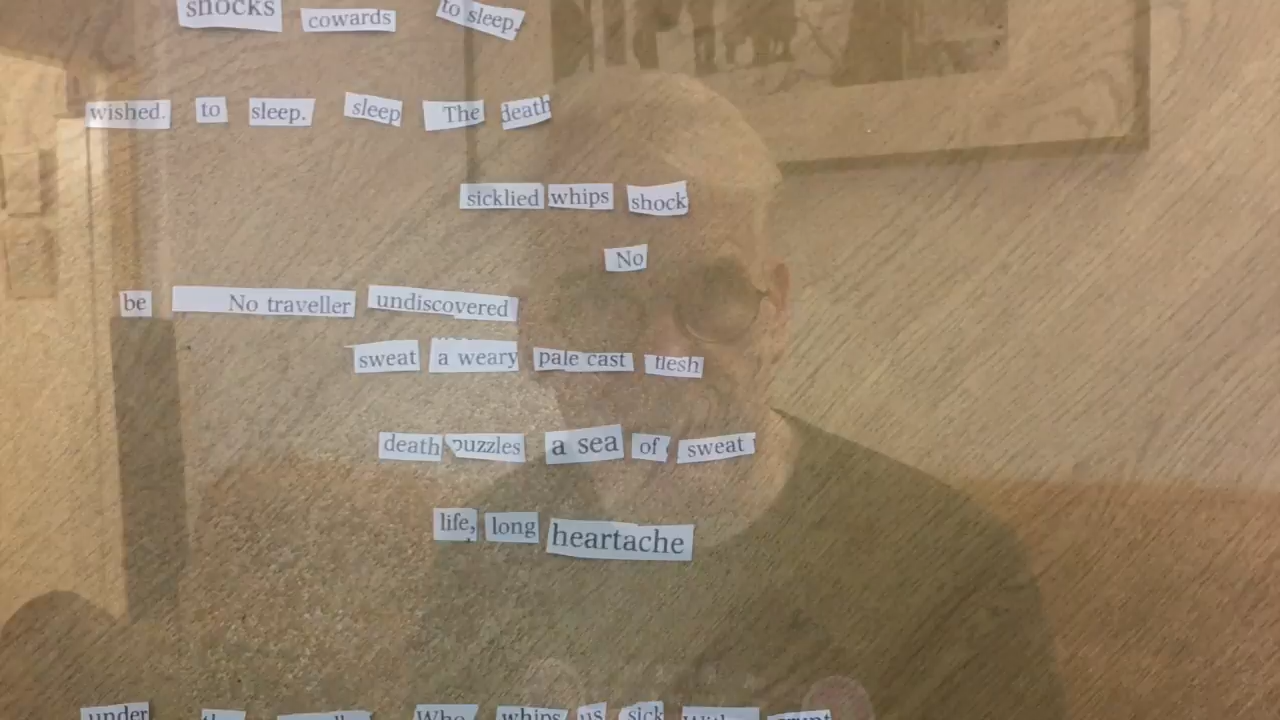 shocks cowards to sleep.
wished. to sleep. sleep The death
sicklied whips shock
No
be No traveller undiscovered
sweat a weary pale cast flesh
death puzzles a sea of sweat
life, long heartache
under Who whips us sick With